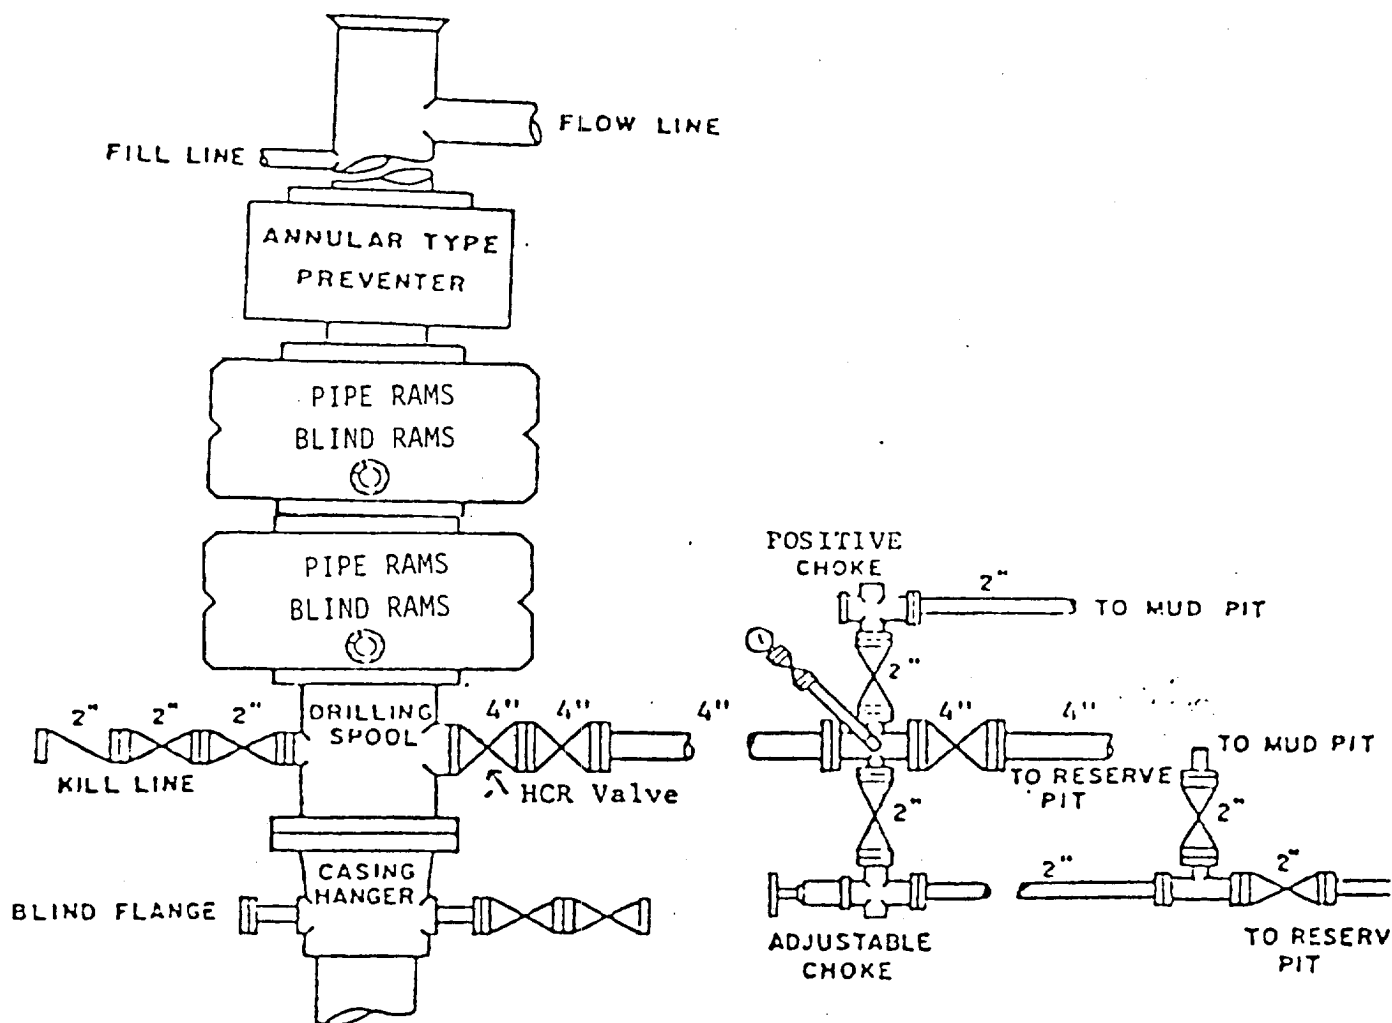 FLOW LINE
FILL LINE
ANNULAR TYPE
PREVENTER
PIPE RAMS
BLIND RAMS
PIPE RAMS
BLIND RAMS
2" 2" 2"
KILL LINE
DRILLING
SPOOL
4" 4" 4"
HCR Valve
CASING
HANGER
BLIND FLANGE
POSITIVE
CHOKE
2"
TO MUD PIT
2"
4" 4"
TO RESERVE
PIT
2"
ADJUSTABLE
CHOKE
2"
TO MUD PIT
2"
2"
TO RESERV
PIT